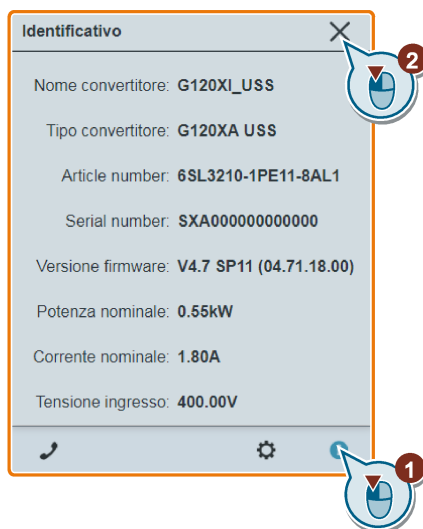 Identificativo
2
Nome convertitore: G120XI_USS
Tipo convertitore: G120XA USS
Article number: 6SL3210-1PE11-8AL1
Serial number: SXA000000000000
Versione firmware: V4.7 SP11 (04.71.18.00)
Potenza nominale: 0.55kW
Corrente nominale: 1.80A
Tensione ingresso: 400.00V
1